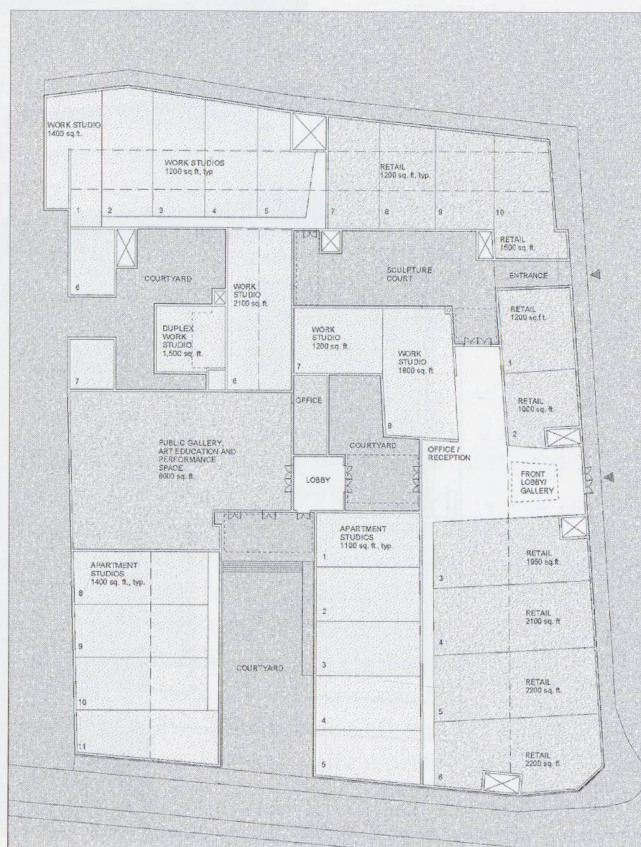 WORK STUDIO
1400 sq. ft.
WORK STUDIOS
1200 sq. ft, typ
RETAIL
1200 sq. ft, typ.
1
2
3
4
5
7
8
9
10
RETAIL
1500 sq. ft.
6
COURTYARD
WORK
STUDIO
2100 sq. ft.
SCULPTURE
COURT
ENTRANCE
DUPLEX
WORK
STUDIO
1,500 sq. ft.
WORK
STUDIO
1200 sq. ft.
WORK
STUDIO
1800 sq. ft.
RETAIL
1200 sq.ft.
1
7
6
7
8
OFFICE
RETAIL
1000 sq. ft.
2
PUBLIC GALLERY,
ART EDUCATION AND
PERFORMANCE
SPACE
6000 sq. ft.
COURTYARD
OFFICE /
RECEPTION
LOBBY
FRONT
LOBBY/
GALLERY
APARTMENT
STUDIOS
1100 sq. ft., typ.
1
APARTMENT
STUDIOS
1400 sq. ft., typ.
8
RETAIL
1950 sq.ft.
3
2
RETAIL
2100 sq. ft.
4
9
3
COURTYARD
RETAIL
2200 sq. ft.
5
10
4
RETAIL
2200 sq. ft.
6
11
5